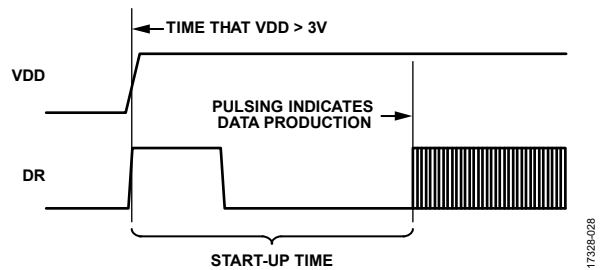 TIME THAT VDD > 3V
VDD
PULSING INDICATES
DATA PRODUCTION
DR
START-UP TIME
17328-028